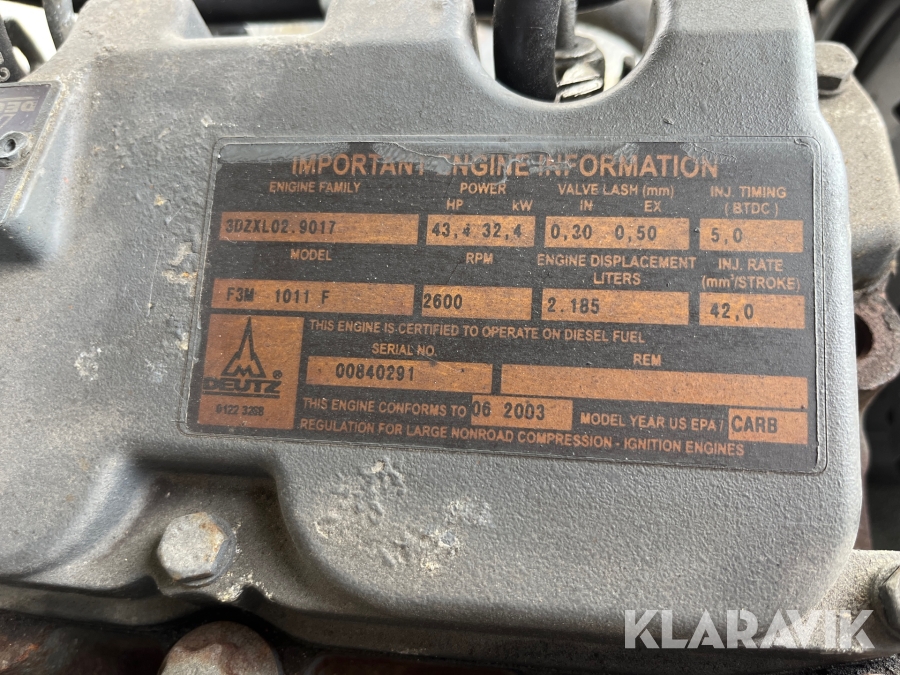 IMPORTANT ENGINE INFORMATION
ENIGINE FAMILY POWER VALVE LASH (mm) INJ. TIMING
HP kW IN EX ( BTDC )
3DZXL02.9017 43,4 32,4 0,30 0,50 5,0
MODEL RPM ENGINE DISPLACEMENT INJ. RATE
LITERS (mm³/STROKE)
F3M 1011 F 2600 2.185 42,0
THIS ENGINE IS CERTIFIED TO OPERATE ON DIESEL FUEL
SERIAL NO. REM
00840291
DEUTZ ®
0122 3268
THIS ENGINE CONFORMS TO 06 2003 MODEL YEAR US EPA / CARB
REGULATION FOR LARGE NONROAD COMPRESSION - IGNITION ENGINES
KLARAVIK